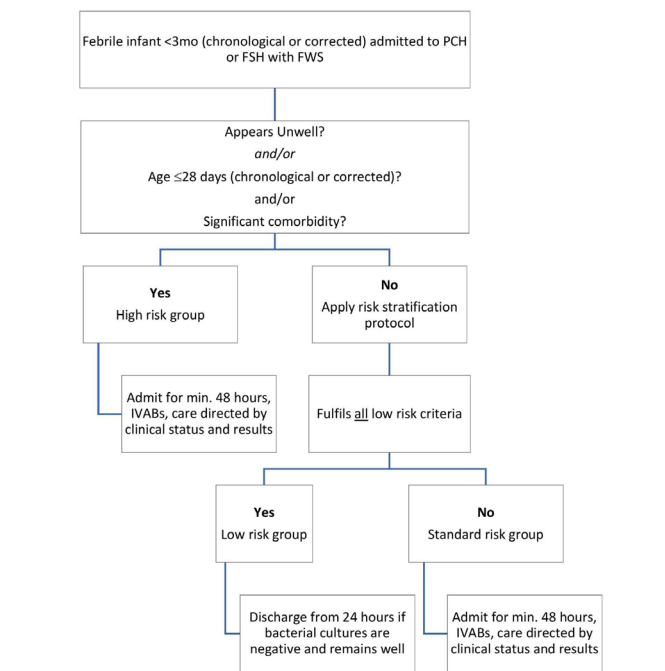 Febrile infant <3mo (chronological or corrected) admitted to PCH
or FSH with FWS
Appears Unwell?
and/or
Age ≤28 days (chronological or corrected)?
and/or
Significant comorbidity?
Yes
High risk group
No
Apply risk stratification
protocol
Admit for min. 48 hours,
IVABs, care directed by
clinical status and results
Fulfils all low risk criteria
Yes
Low risk group
No
Standard risk group
Discharge from 24 hours if
bacterial cultures are
negative and remains well
Admit for min. 48 hours,
IVABs, care directed by
clinical status and results